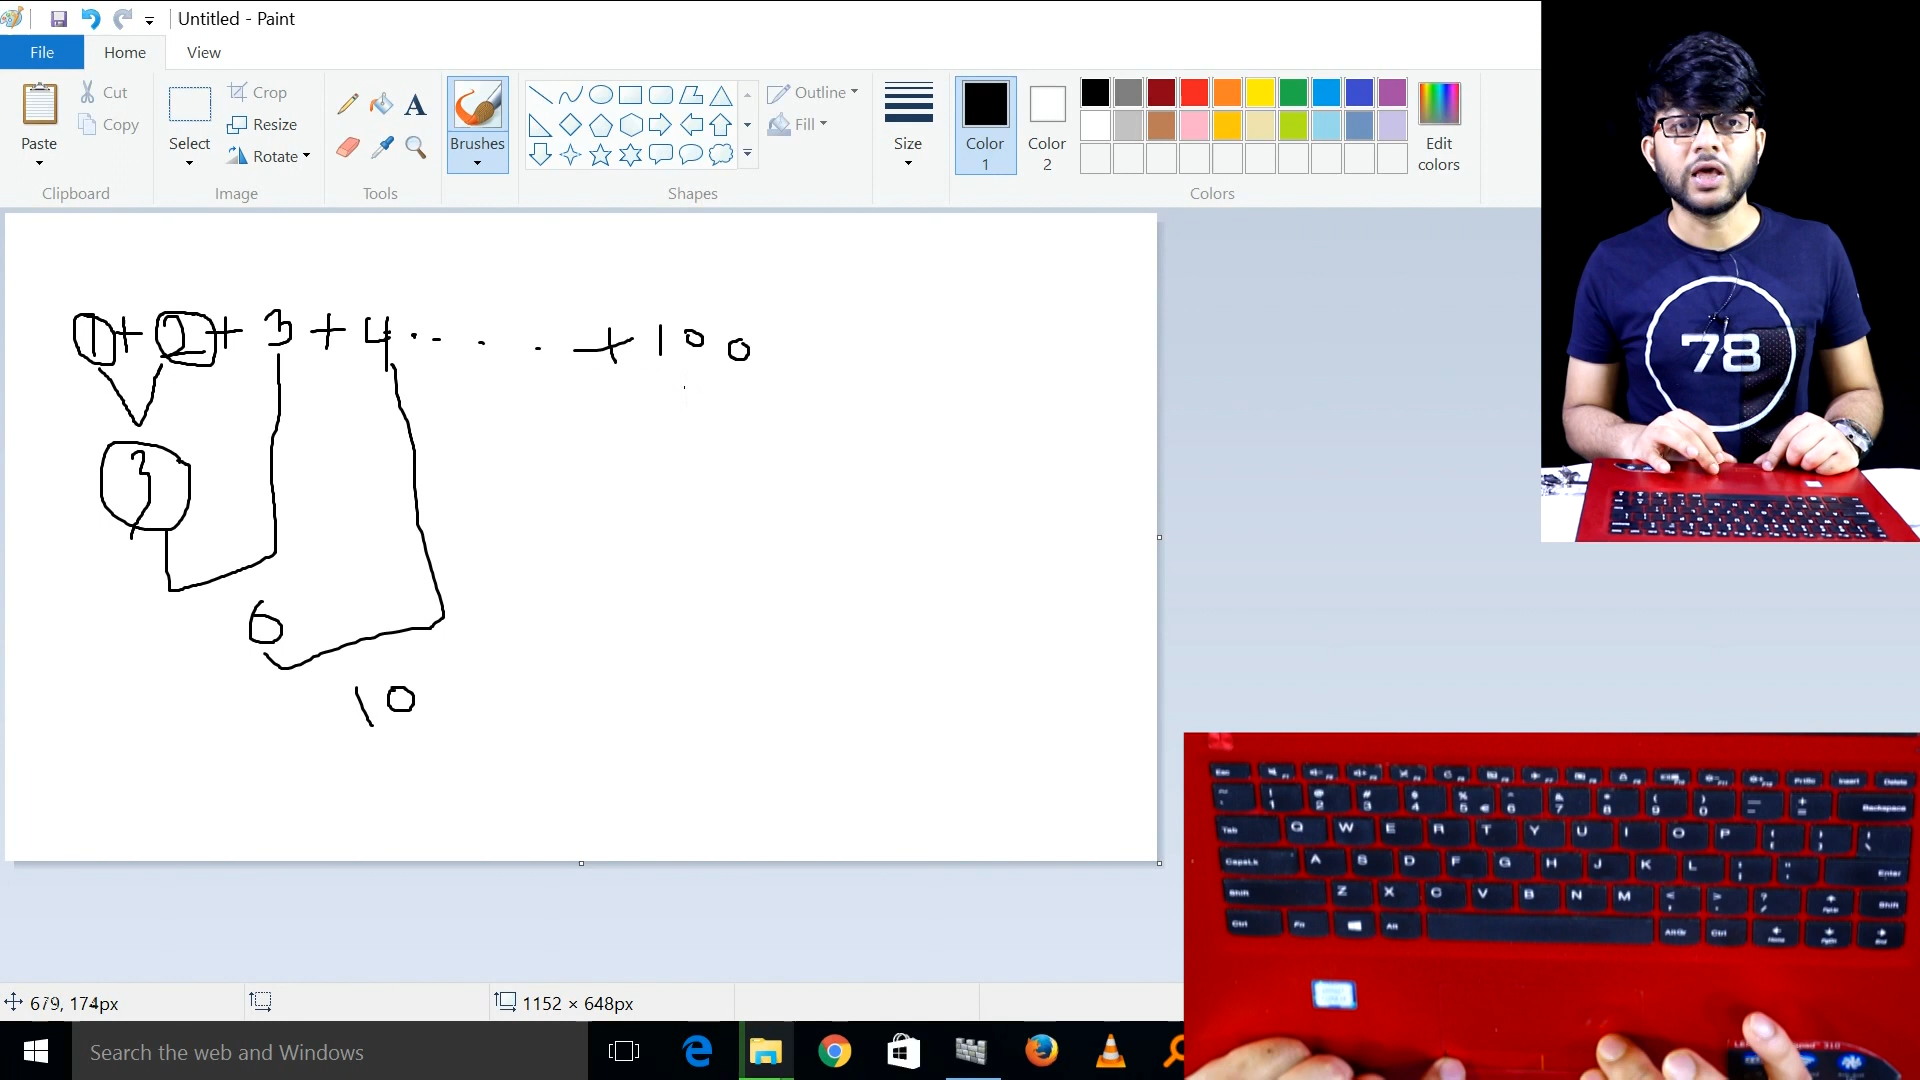 Untitled - Paint
File Home View
Paste
Cut
Copy
Clipboard
Select
Crop
Resize
Rotate
Image
Tools
Brushes
Shapes
Outline
Fill
Size
Color 1
Color 2
Edit colors
Colors
1 + 2 + 3 + 4 . . . . . + 100
3
6
10
78
679, 174px
1152 × 648px
Search the web and Windows
Q W E R T Y U I O P
A S D F G H J K L
Z X C V B N M